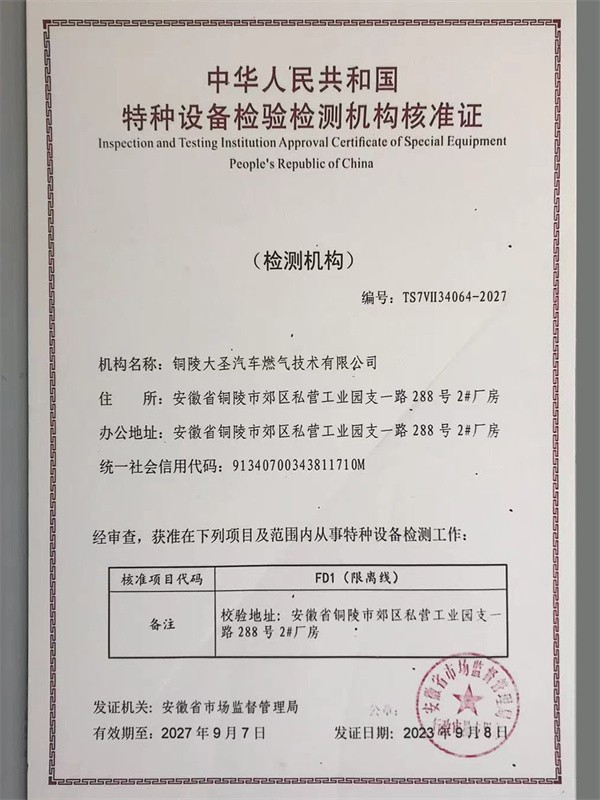 中华人民共和国
特种设备检验检测机构核准证
Inspection and Testing Institution Approval Certificate of Special Equipment
People's Republic of China
（检测机构）
编号：TS7VII34064-2027
机构名称：铜陵大圣汽车燃气技术有限公司
住 所：安徽省铜陵市郊区私营工业园支一路288号2#厂房
办公地址：安徽省铜陵市郊区私营工业园支一路288号2#厂房
统一社会信用代码：91340700343811710M
经审查，获准在下列项目及范围内从事特种设备检测工作：
核准项目代码 FD1（限离线）
备注 校验地址：安徽省铜陵市郊区私营工业园支一
路288号2#厂房
发证机关：安徽省市场监督管理局
公章：
有效期至：2027年9月7日 发证日期：2023年9月8日
安徽省市场监督管理局